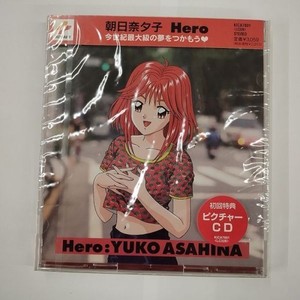 朝日奈夕子 Hero
今世紀最大級の夢をつかもう♥
初回特典
ピクチャー
CD
Hero:YUKO ASAHINA